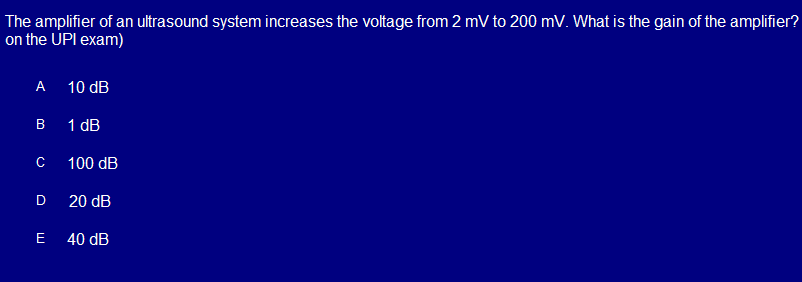 The amplifier of an ultrasound system increases the voltage from 2 mV to 200 mV. What is the gain of the amplifier?
on the UPI exam)
A 10 dB
B 1 dB
C 100 dB
D 20 dB
E 40 dB